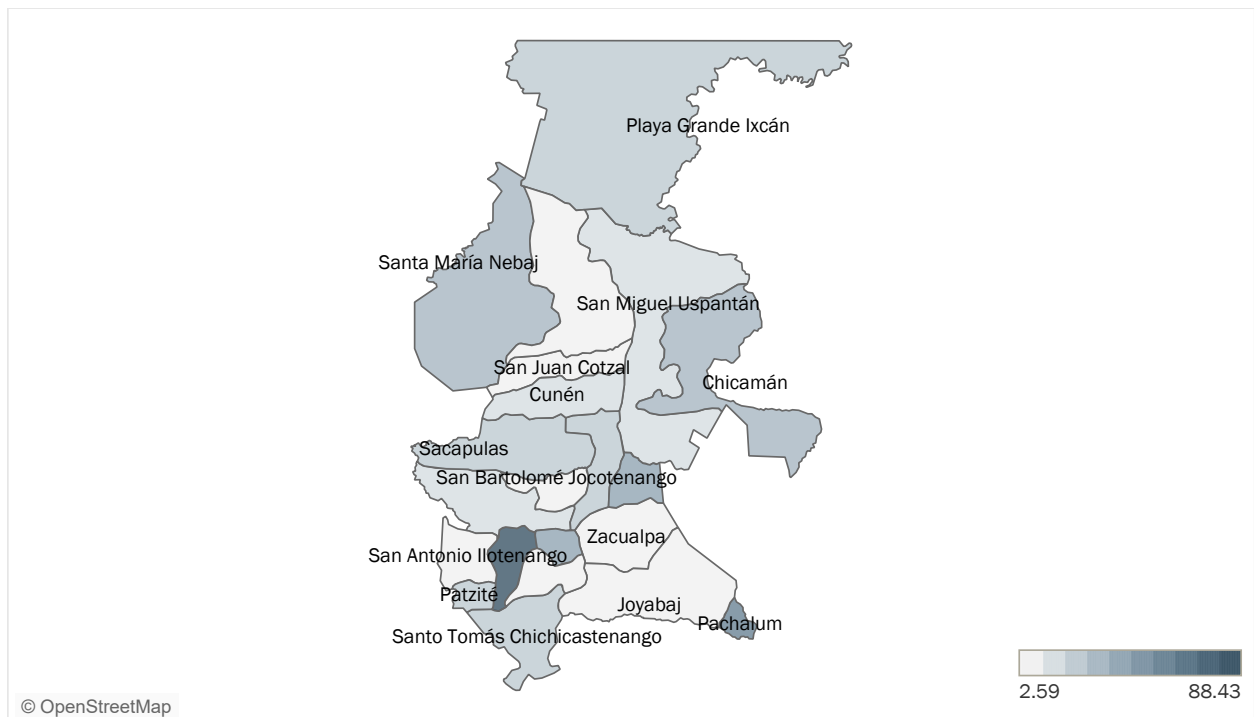 Playa Grande Ixcán
Santa María Nebaj
San Miguel Uspantán
San Juan Cotzal
Chicamán
Cunén
Sacapulas
San Bartolomé Jocotenango
Zacualpa
San Antonio Ilotenango
Patzité
Joyabaj
Pachalum
Santo Tomás Chichicastenango
2.59 88.43
© OpenStreetMap